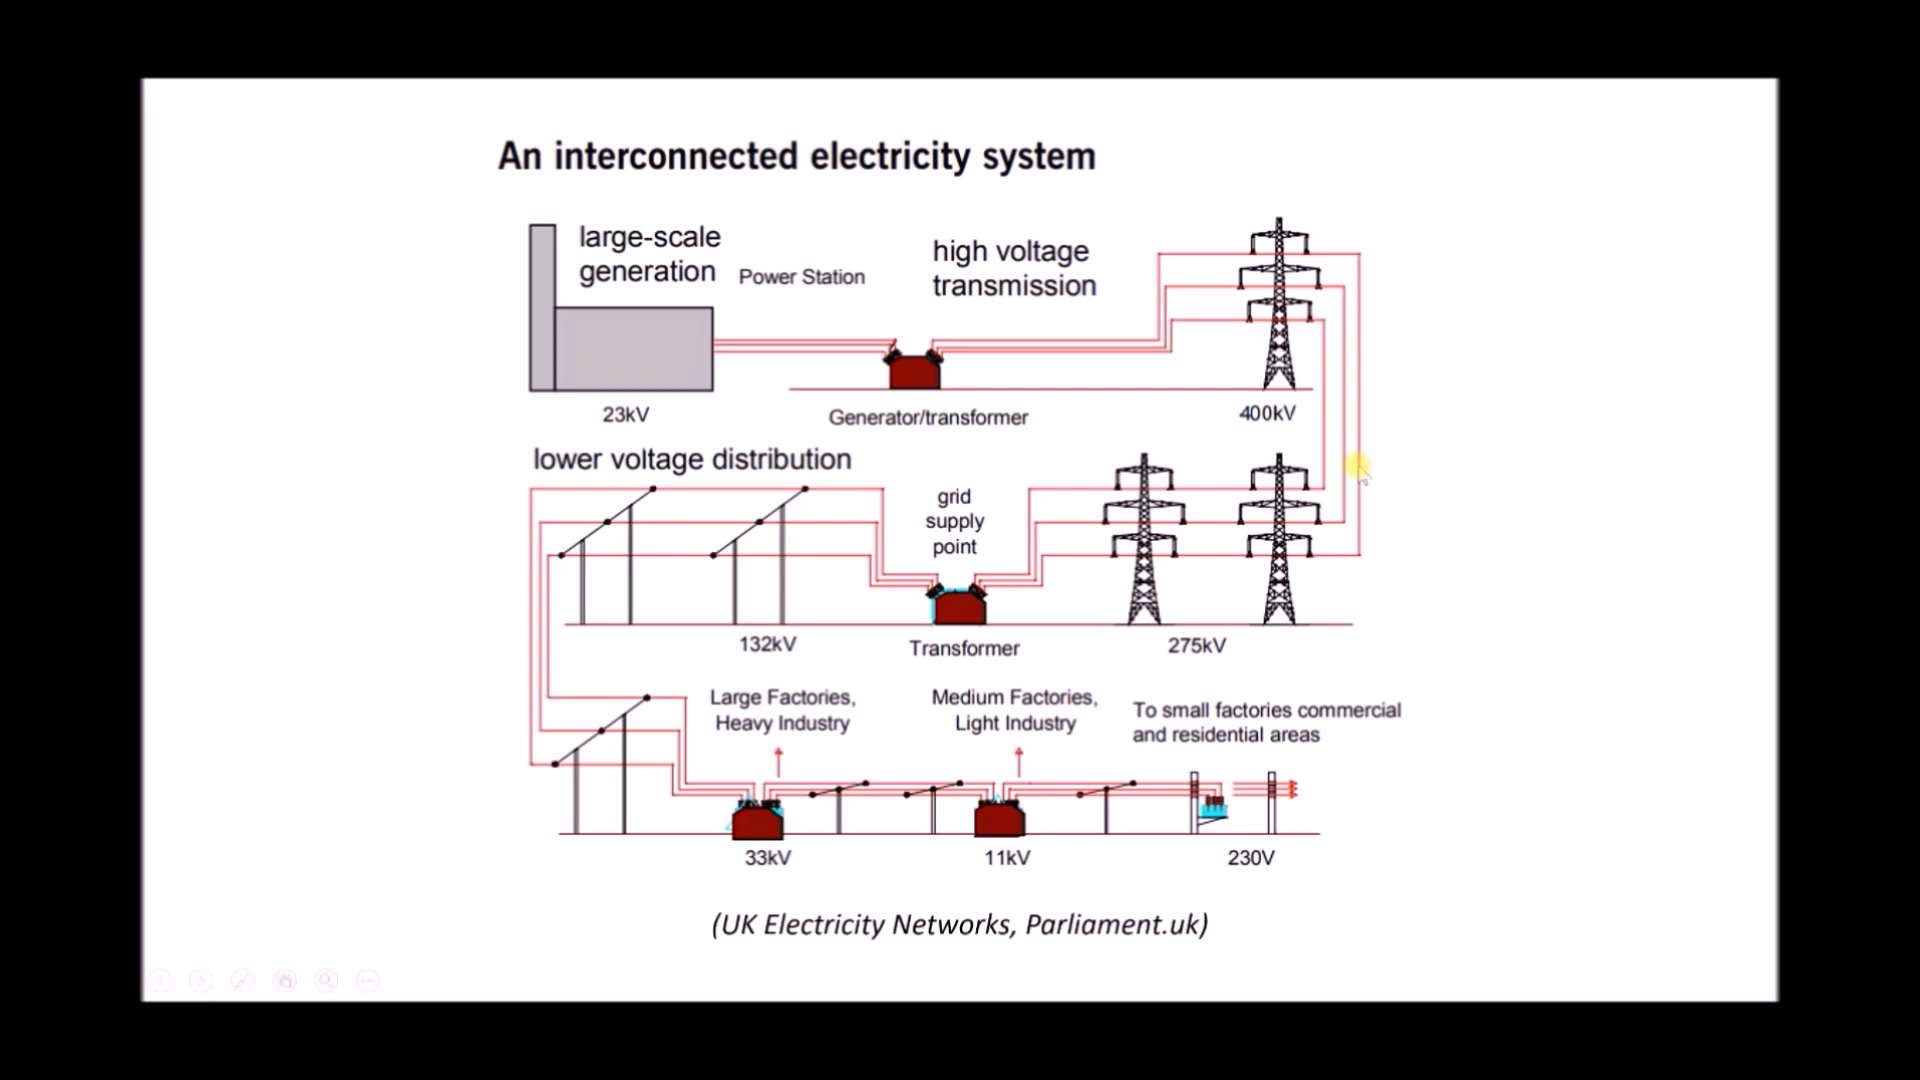 An interconnected electricity system
large-scale
generation
Power Station
high voltage
transmission
23kV
Generator/transformer
400kV
lower voltage distribution
grid
supply
point
132kV
Transformer
275kV
Large Factories,
Heavy Industry
Medium Factories,
Light Industry
To small factories commercial
and residential areas
33kV
11kV
230V
(UK Electricity Networks, Parliament.uk)